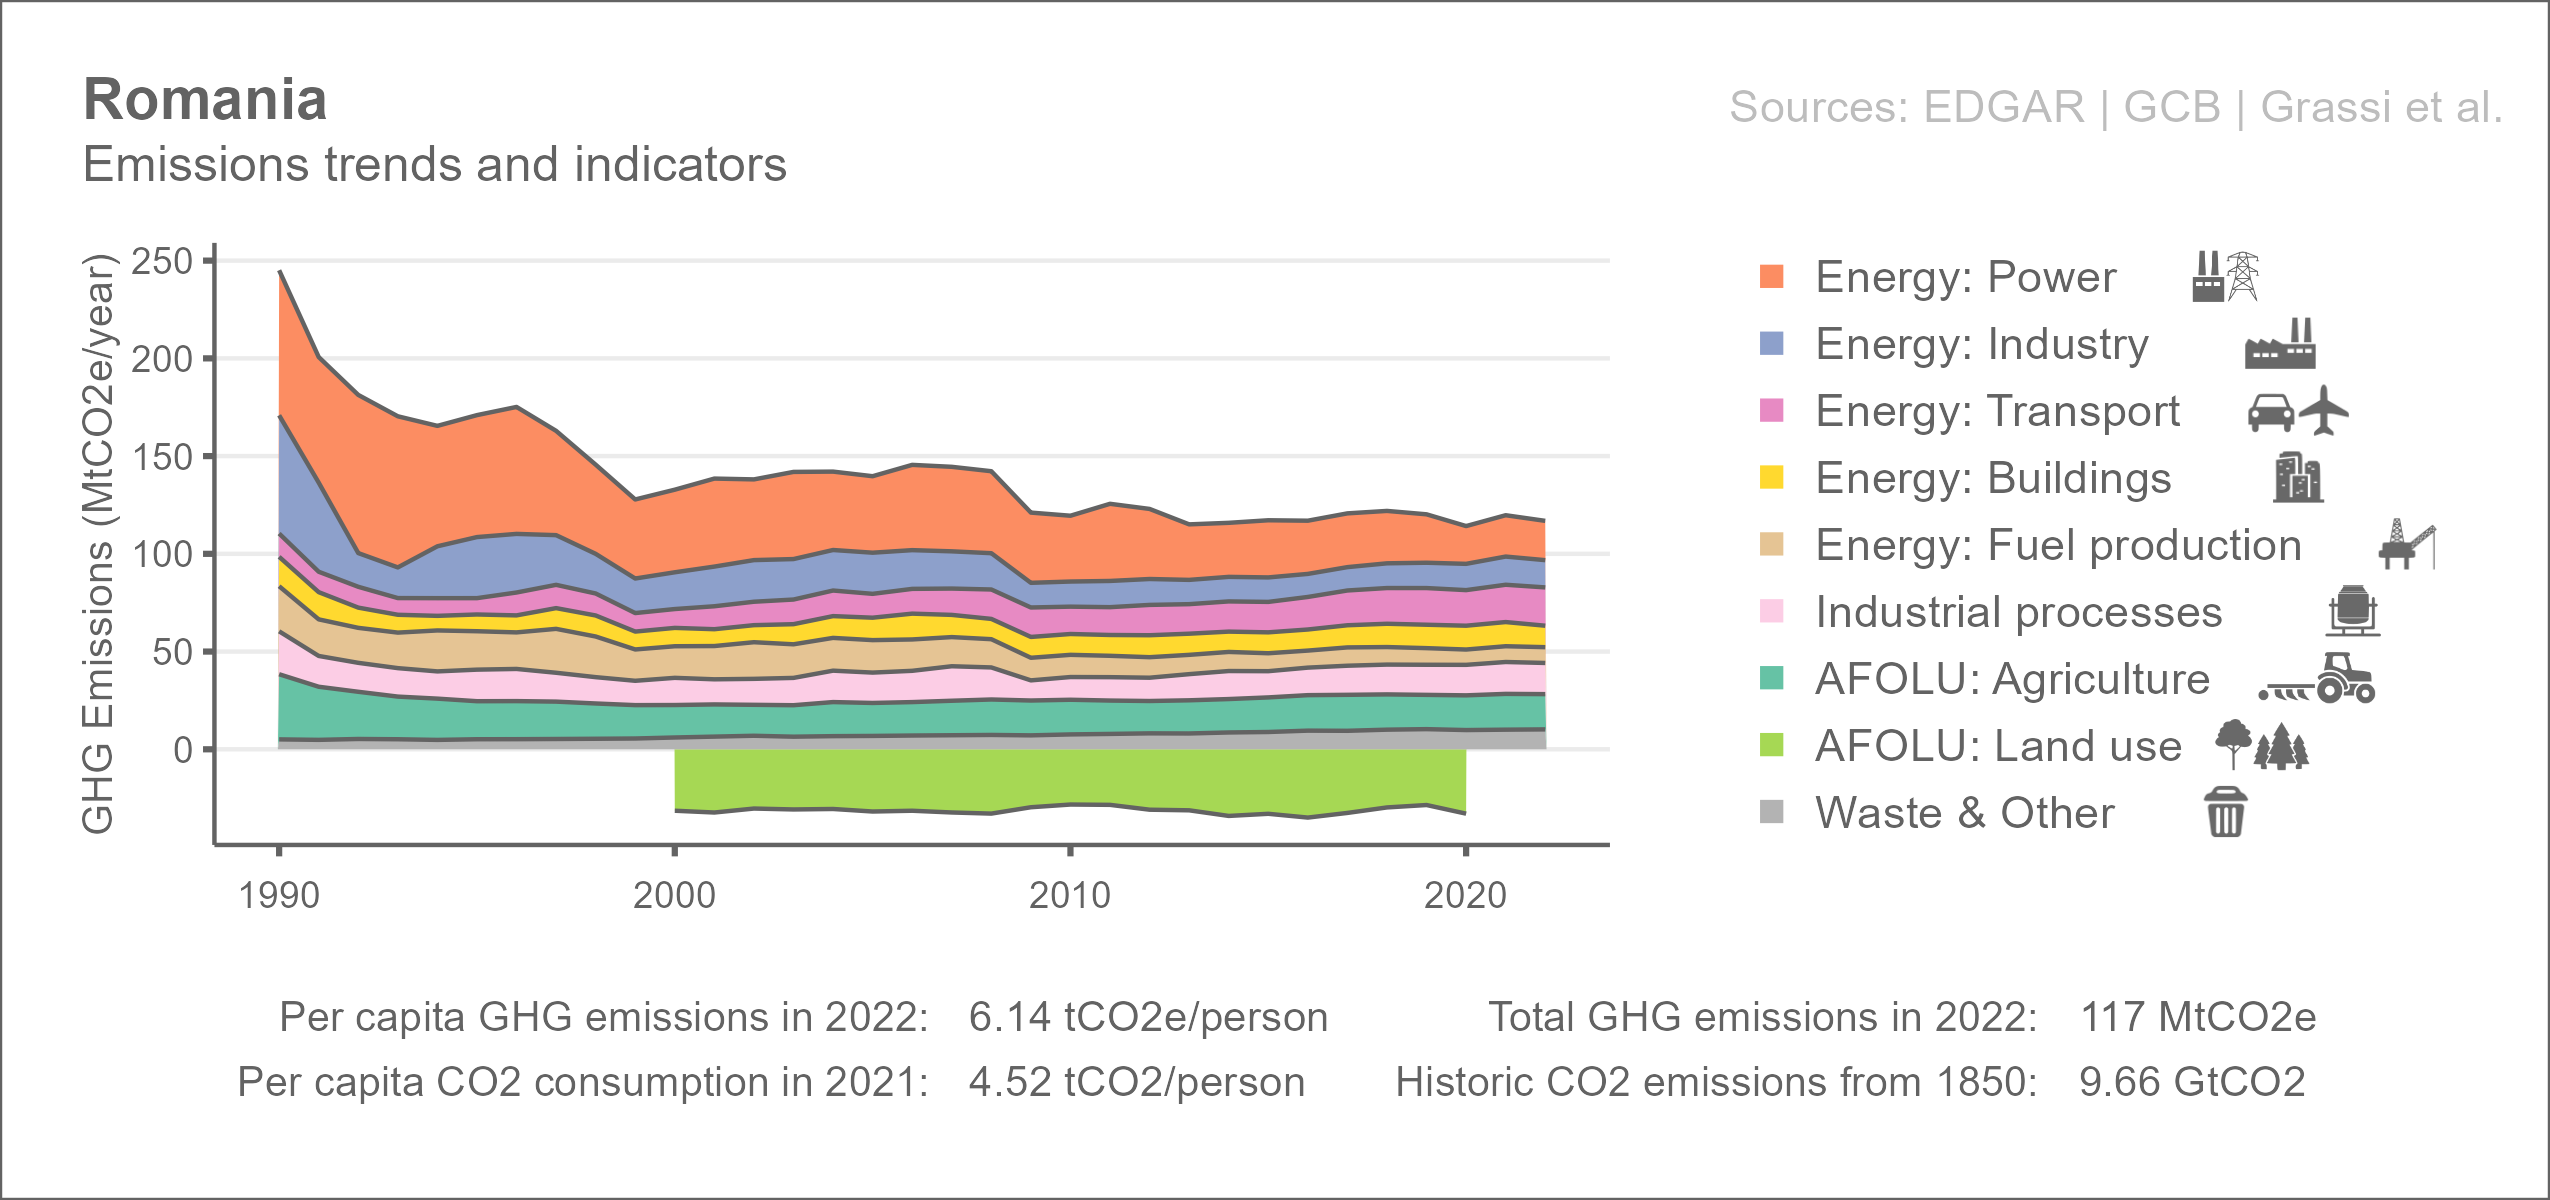 Romania
Sources: EDGAR | GCB | Grassi et al.
Emissions trends and indicators
GHG Emissions (MtCO2e/year)
250
200
150
100
50
0
1990
2000
2010
2020
Energy: Power
Energy: Industry
Energy: Transport
Energy: Buildings
Energy: Fuel production
Industrial processes
AFOLU: Agriculture
AFOLU: Land use
Waste & Other
Per capita GHG emissions in 2022: 6.14 tCO2e/person
Total GHG emissions in 2022: 117 MtCO2e
Per capita CO2 consumption in 2021: 4.52 tCO2/person
Historic CO2 emissions from 1850: 9.66 GtCO2